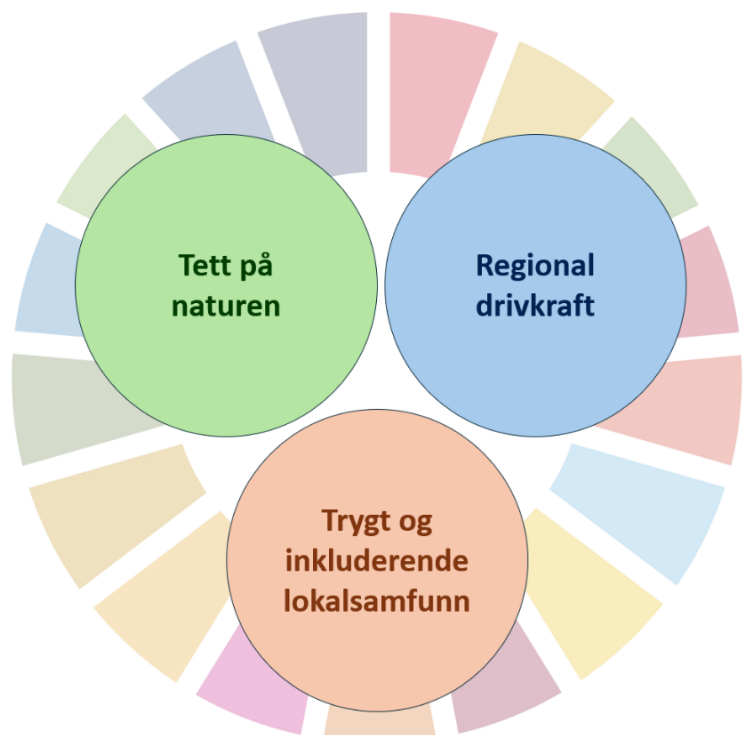 Tett på
naturen
Regional
drivkraft
Trygt og
inkluderende
lokalsamfunn